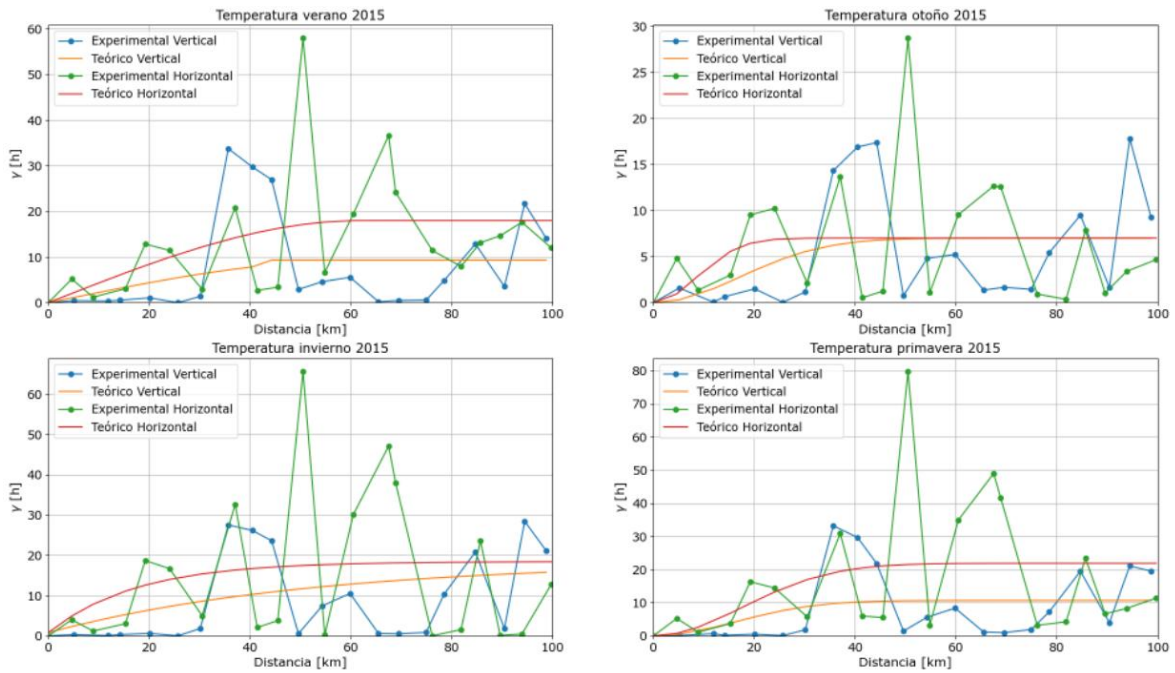 Temperatura verano 2015
Experimental Vertical
Teórico Vertical
Experimental Horizontal
Teórico Horizontal
60
50
40
30
20
10
0
γ [h]
0 20 40 60 80 100
Distancia [km]
Temperatura otoño 2015
Experimental Vertical
Teórico Vertical
Experimental Horizontal
Teórico Horizontal
30
25
20
15
10
5
0
γ [h]
0 20 40 60 80 100
Distancia [km]
Temperatura invierno 2015
Experimental Vertical
Teórico Vertical
Experimental Horizontal
Teórico Horizontal
60
50
40
30
20
10
0
γ [h]
0 20 40 60 80 100
Distancia [km]
Temperatura primavera 2015
Experimental Vertical
Teórico Vertical
Experimental Horizontal
Teórico Horizontal
80
70
60
50
40
30
20
10
0
γ [h]
0 20 40 60 80 100
Distancia [km]